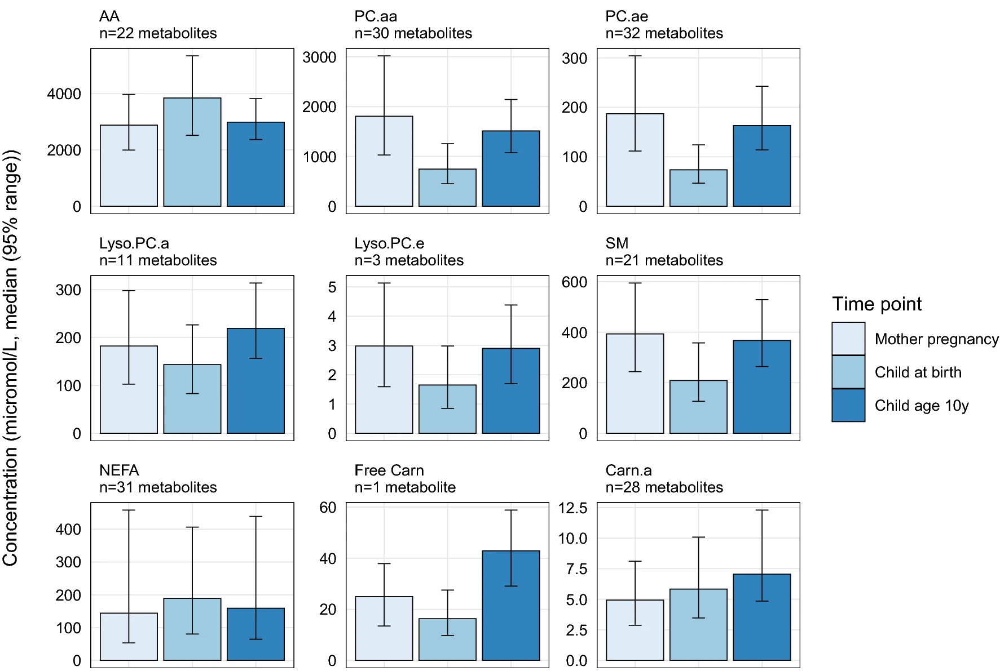 AA
n=22 metabolites
PC.aa
n=30 metabolites
PC.ae
n=32 metabolites
4000
2000
0
3000
2000
1000
0
300
200
100
0
Lyso.PC.a
n=11 metabolites
Lyso.PC.e
n=3 metabolites
SM
n=21 metabolites
300
200
100
0
5
4
3
2
1
0
600
400
200
0
NEFA
n=31 metabolites
Free Carn
n=1 metabolite
Carn.a
n=28 metabolites
400
300
200
100
0
60
40
20
0
12.5
10.0
7.5
5.0
2.5
0.0
Concentration (micromol/L, median (95% range))
Time point
Mother pregnancy
Child at birth
Child age 10y